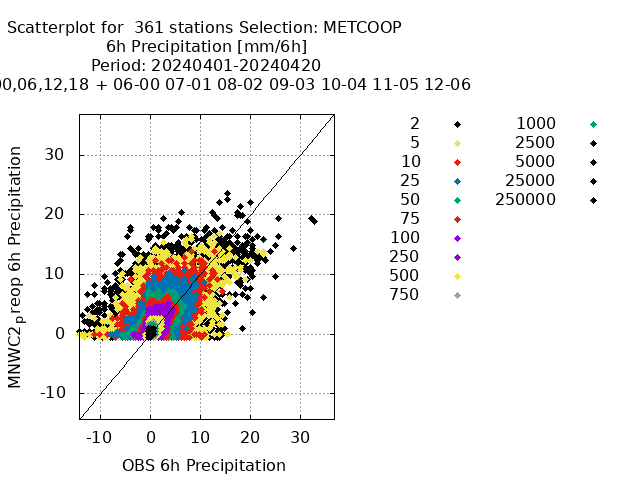 Scatterplot for  361 stations Selection: METCOOP
6h Precipitation [mm/6h]
Period: 20240401-20240420
00,06,12,18 + 06-00 07-01 08-02 09-03 10-04 11-05 12-06
2
5
10
25
50
75
100
250
500
750
1000
2500
5000
25000
250000
MNWC2preop 6h Precipitation
30
20
10
0
-10
-10 0 10 20 30
OBS 6h Precipitation